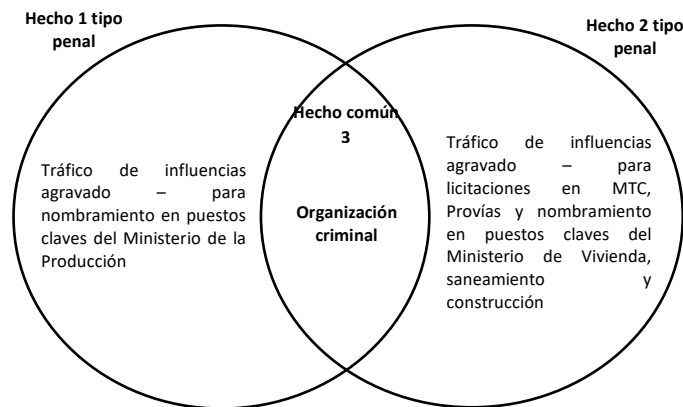 Hecho 1 tipo
penal
Hecho 2 tipo
penal
Hecho común
3
Organización
criminal
Tráfico de influencias
agravado – para
nombramiento en puestos
claves del Ministerio de la
Producción
Tráfico de influencias
agravado – para
licitaciones en MTC,
Provías y nombramiento
en puestos claves del
Ministerio de Vivienda,
saneamiento y
construcción